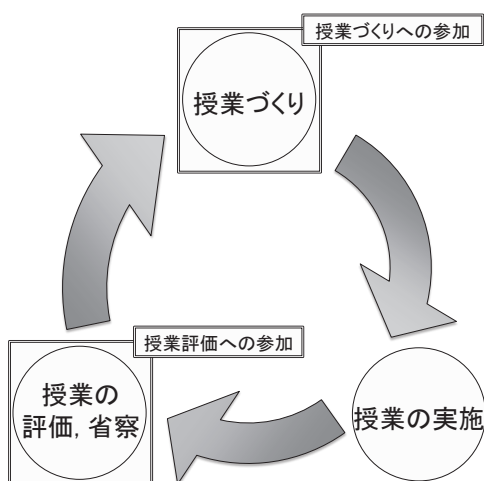 授業づくりへの参加
授業づくり
授業評価への参加
授業の
評価, 省察
授業の実施